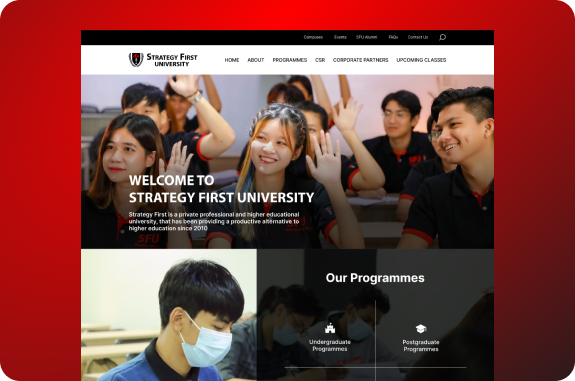 Campuses Events SFU Alumni FAQs Contact Us
STRATEGY FIRST
UNIVERSITY
HOME ABOUT PROGRAMMES CSR CORPORATE PARTNERS UPCOMING CLASSES
WELCOME TO
STRATEGY FIRST UNIVERSITY
Strategy First is a private professional and higher educational
university, that has been providing a productive alternative to
higher education since 2010
SFU
Our Programmes
Undergraduate
Programmes
Postgraduate
Programmes